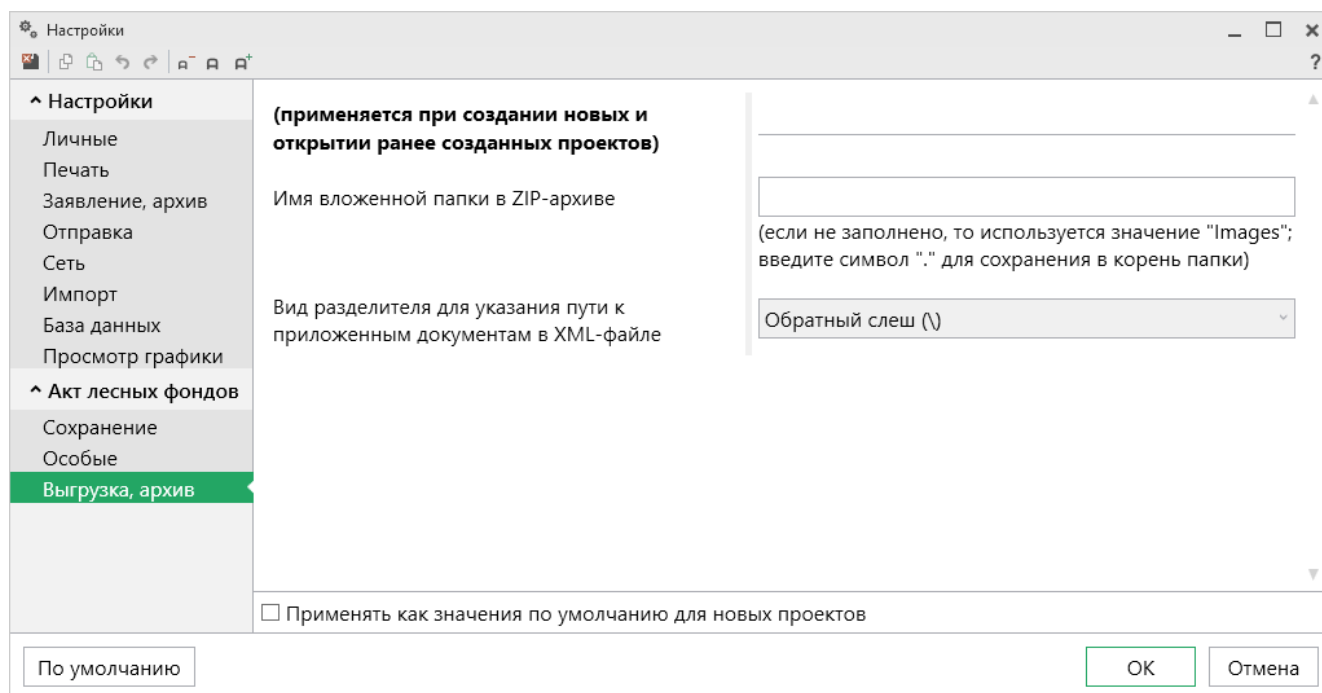 Настройки
?
Настройки
Личные
Печать
Заявление, архив
Отправка
Сеть
Импорт
База данных
Просмотр графики
Акт лесных фондов
Сохранение
Особые
Выгрузка, архив
(применяется при создании новых и
открытии ранее созданных проектов)
Имя вложенной папки в ZIP-архиве
(если не заполнено, то используется значение "Images";
введите символ "." для сохранения в корень папки)
Вид разделителя для указания пути к
приложенным документам в XML-файле
Обратный слеш (\)
Применять как значения по умолчанию для новых проектов
По умолчанию
ОК
Отмена